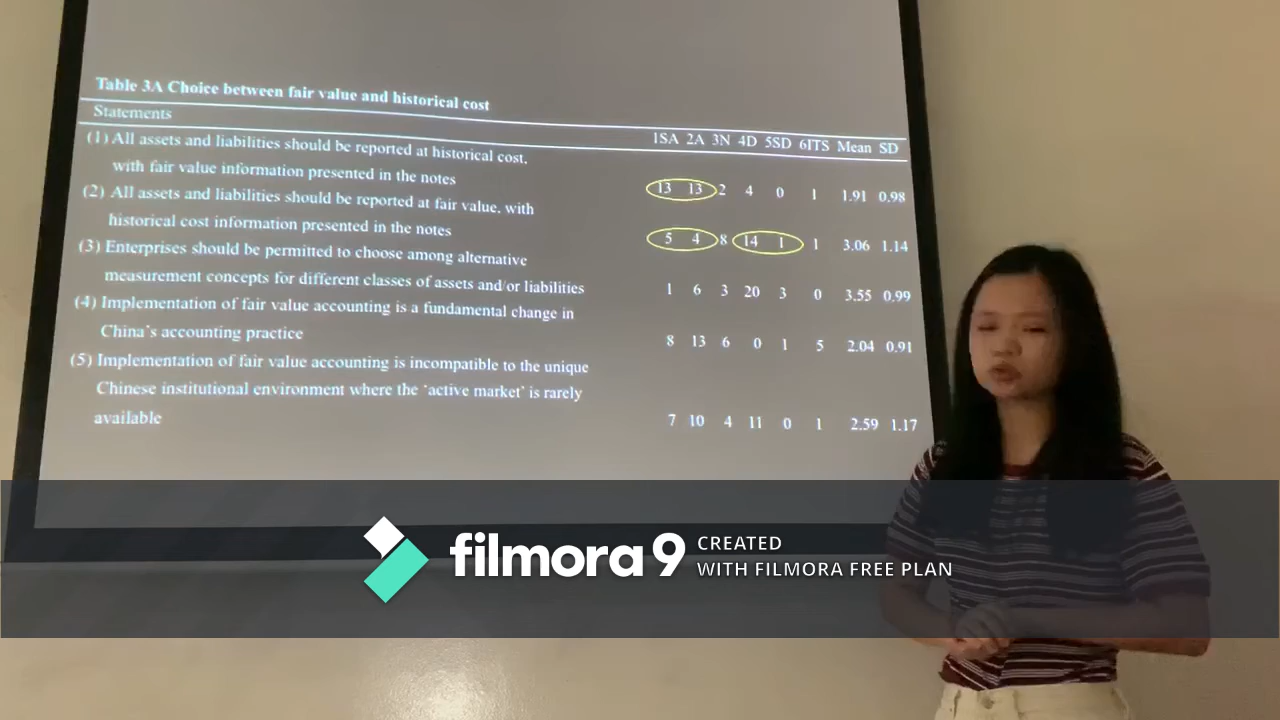 Table 3A Choice between fair value and historical cost
Statements
1SA 2A 3N 4D 5SD 6ITS Mean SD
(1) All assets and liabilities should be reported at historical cost,
with fair value information presented in the notes
13 13 2 4 0 1 1.91 0.98
(2) All assets and liabilities should be reported at fair value, with
historical cost information presented in the notes
5 4 8 14 1 1 3.06 1.14
(3) Enterprises should be permitted to choose among alternative
measurement concepts for different classes of assets and/or liabilities
1 6 3 20 3 0 3.55 0.99
(4) Implementation of fair value accounting is a fundamental change in
China's accounting practice
8 13 6 0 1 5 2.04 0.91
(5) Implementation of fair value accounting is incompatible to the unique
Chinese institutional environment where the 'active market' is rarely
available
7 10 4 11 0 1 2.59 1.17
filmora 9
CREATED
WITH FILMORA FREE PLAN